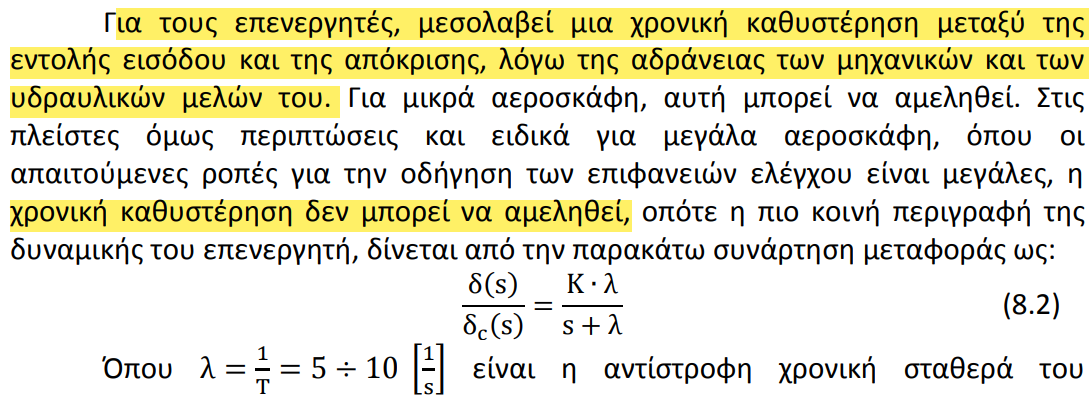 Για τους επενεργητές, μεσολαβεί μια χρονική καθυστέρηση μεταξύ της
εντολής εισόδου και της απόκρισης, λόγω της αδράνειας των μηχανικών και των
υδραυλικών μελών του. Για μικρά αεροσκάφη, αυτή μπορεί να αμεληθεί. Στις
πλείστες όμως περιπτώσεις και ειδικά για μεγάλα αεροσκάφη, όπου οι
απαιτούμενες ροπές για την οδήγηση των επιφανειών ελέγχου είναι μεγάλες, η
χρονική καθυστέρηση δεν μπορεί να αμεληθεί, οπότε η πιο κοινή περιγραφή της
δυναμικής του επενεργητή, δίνεται από την παρακάτω συνάρτηση μεταφοράς ως:
δ(s)/δc(s) = K · λ/(s + λ) (8.2)
Όπου λ = 1/T = 5 ÷ 10 [1/s] είναι η αντίστροφη χρονική σταθερά του